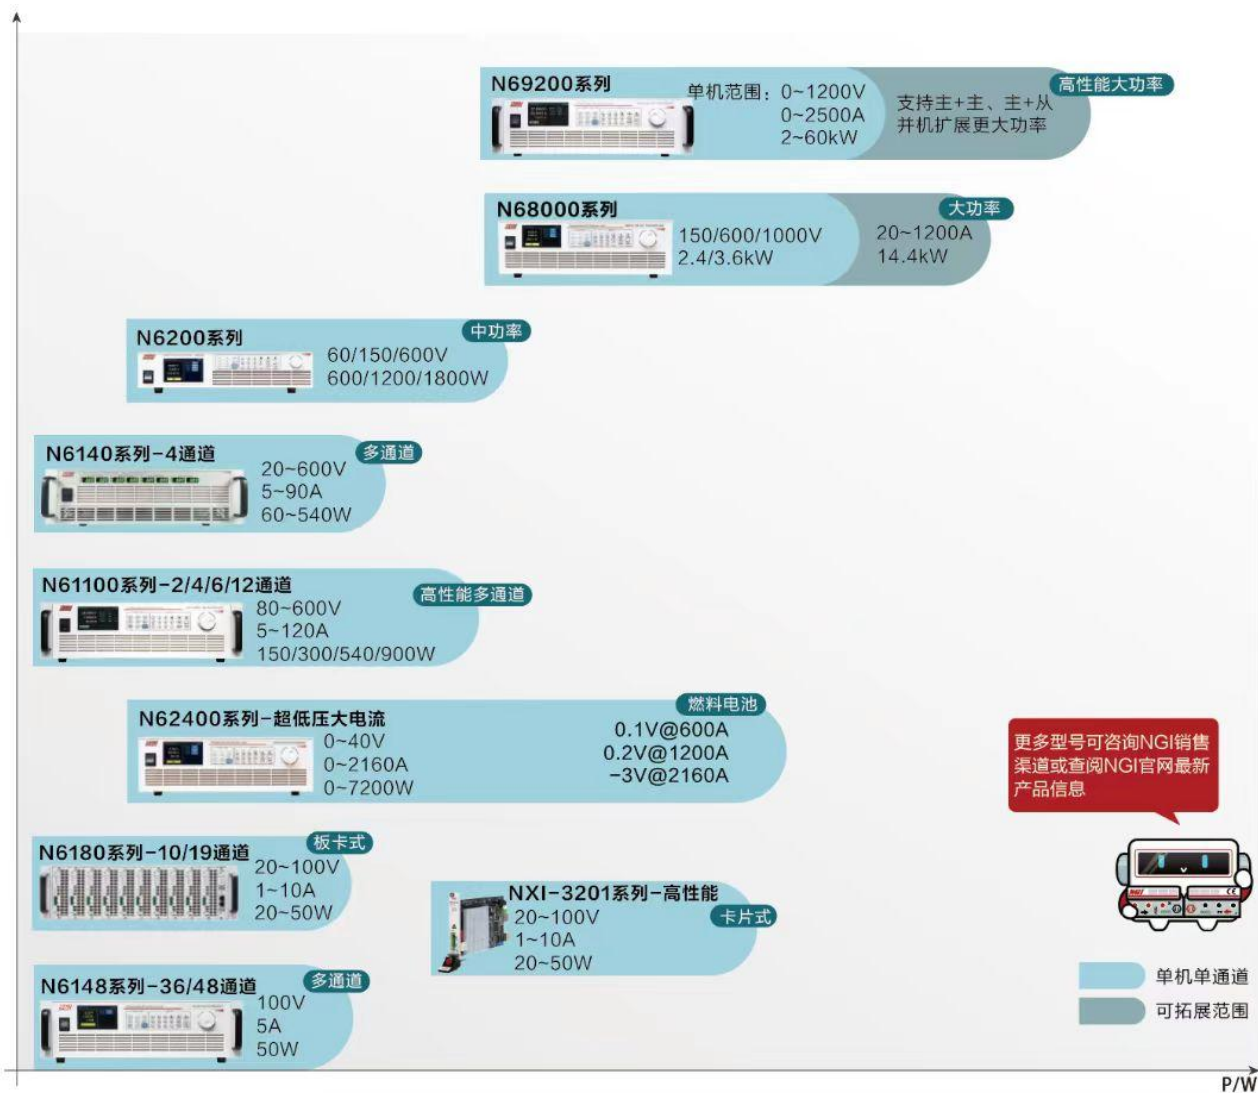 N69200系列
高性能大功率
单机范围：0~1200V
0~2500A
2~60kW
支持主+主、主+从
并机扩展更大功率
N68000系列
大功率
150/600/1000V
2.4/3.6kW
20~1200A
14.4kW
N6200系列
中功率
60/150/600V
600/1200/1800W
N6140系列-4通道
多通道
20~600V
5~90A
60~540W
N61100系列-2/4/6/12通道
高性能多通道
80~600V
5~120A
150/300/540/900W
N62400系列-超低压大电流
燃料电池
0~40V
0~2160A
0~7200W
0.1V@600A
0.2V@1200A
-3V@2160A
更多型号可咨询NGI销售
渠道或查阅NGI官网最新
产品信息
N6180系列-10/19通道
板卡式
20~100V
1~10A
20~50W
NXI-3201系列-高性能
卡片式
20~100V
1~10A
20~50W
N6148系列-36/48通道
多通道
100V
5A
50W
NGI
CE
单机单通道
可拓展范围
P/W